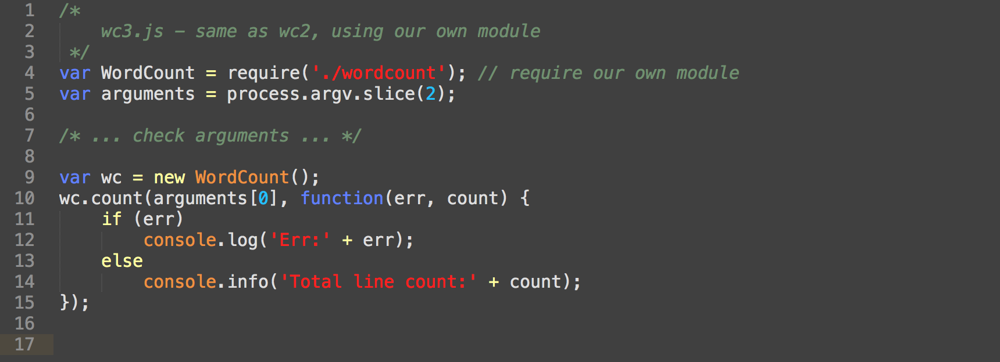 1 /*
2     wc3.js - same as wc2, using our own module
3  */
4 var WordCount = require('./wordcount'); // require our own module
5 var arguments = process.argv.slice(2);
6
7 /* ... check arguments ... */
8
9 var wc = new WordCount();
10 wc.count(arguments[0], function(err, count) {
11     if (err)
12         console.log('Err:' + err);
13     else
14         console.info('Total line count:' + count);
15 });
16
17